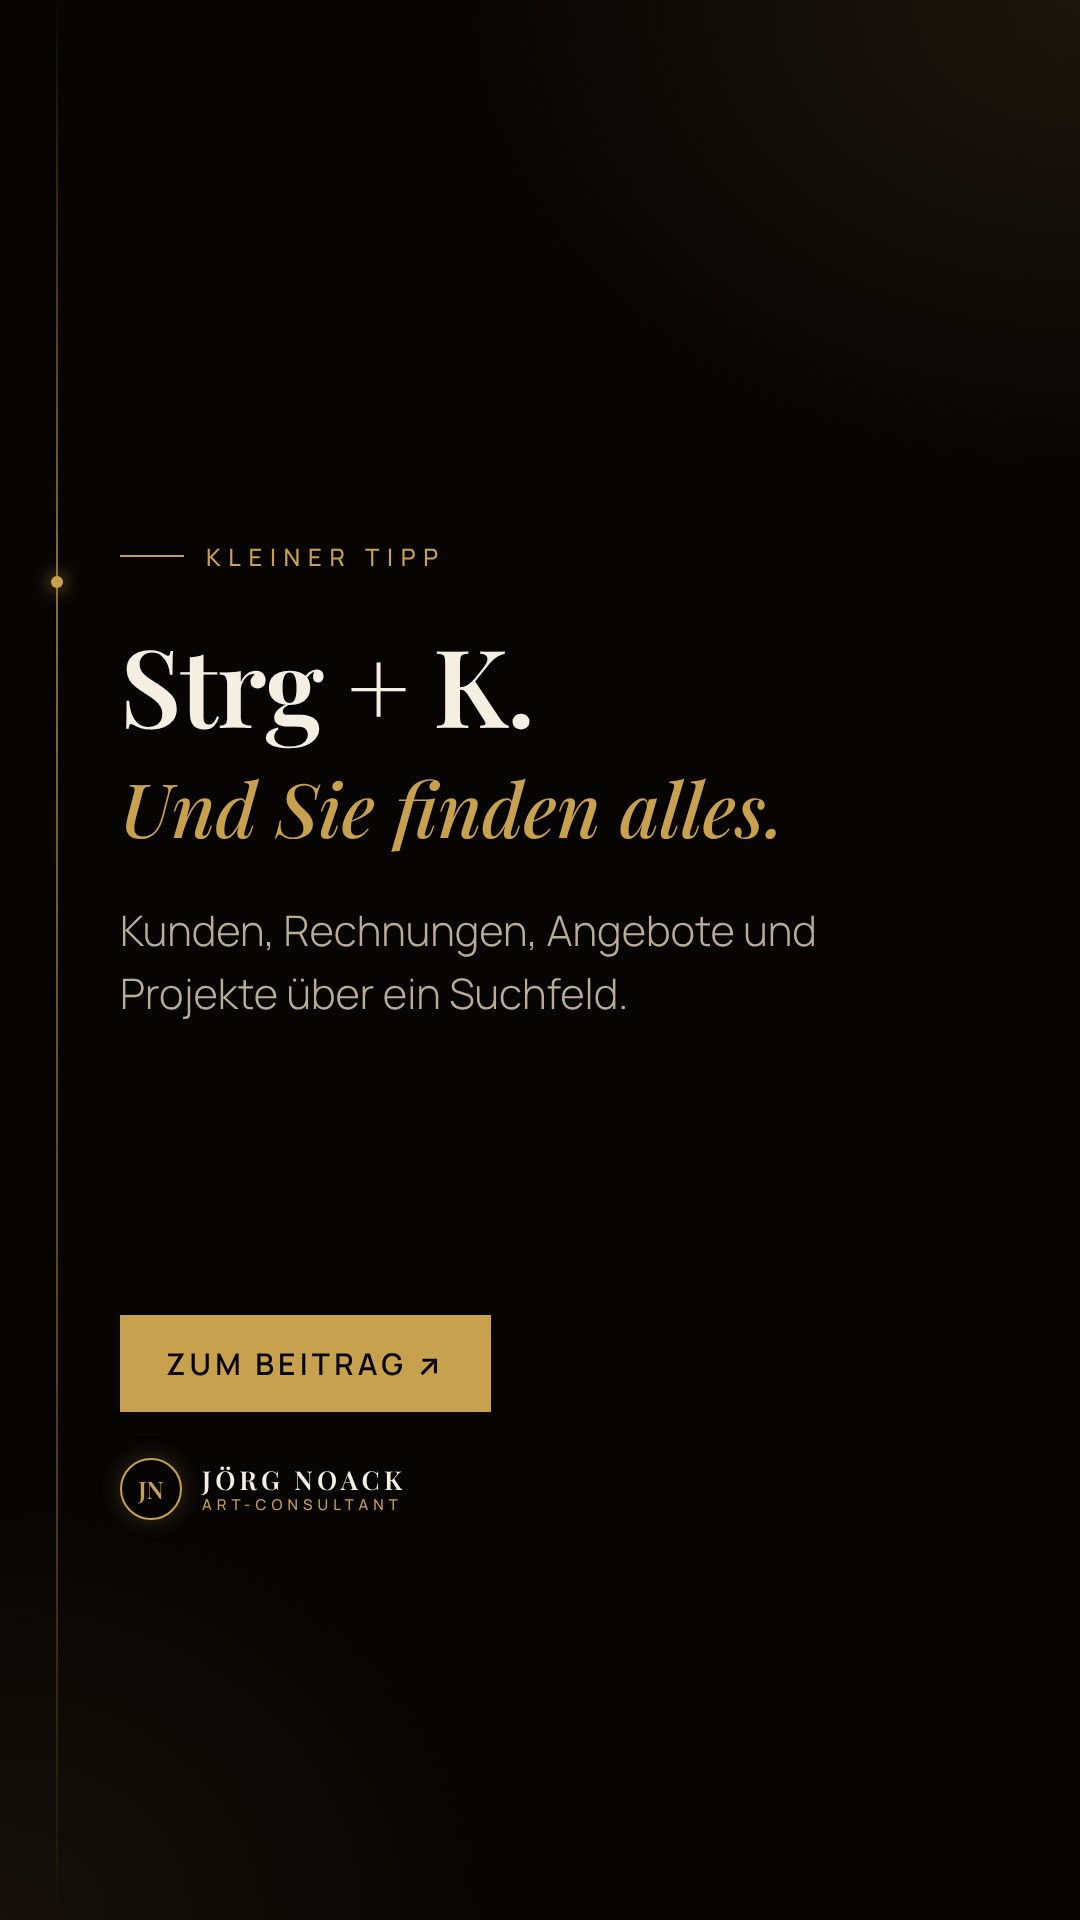 KLEINER TIPP
Strg + K.
Und Sie finden alles.
Kunden, Rechnungen, Angebote und
Projekte über ein Suchfeld.
ZUM BEITRAG ↗
JN
JÖRG NOACK
ART-CONSULTANT